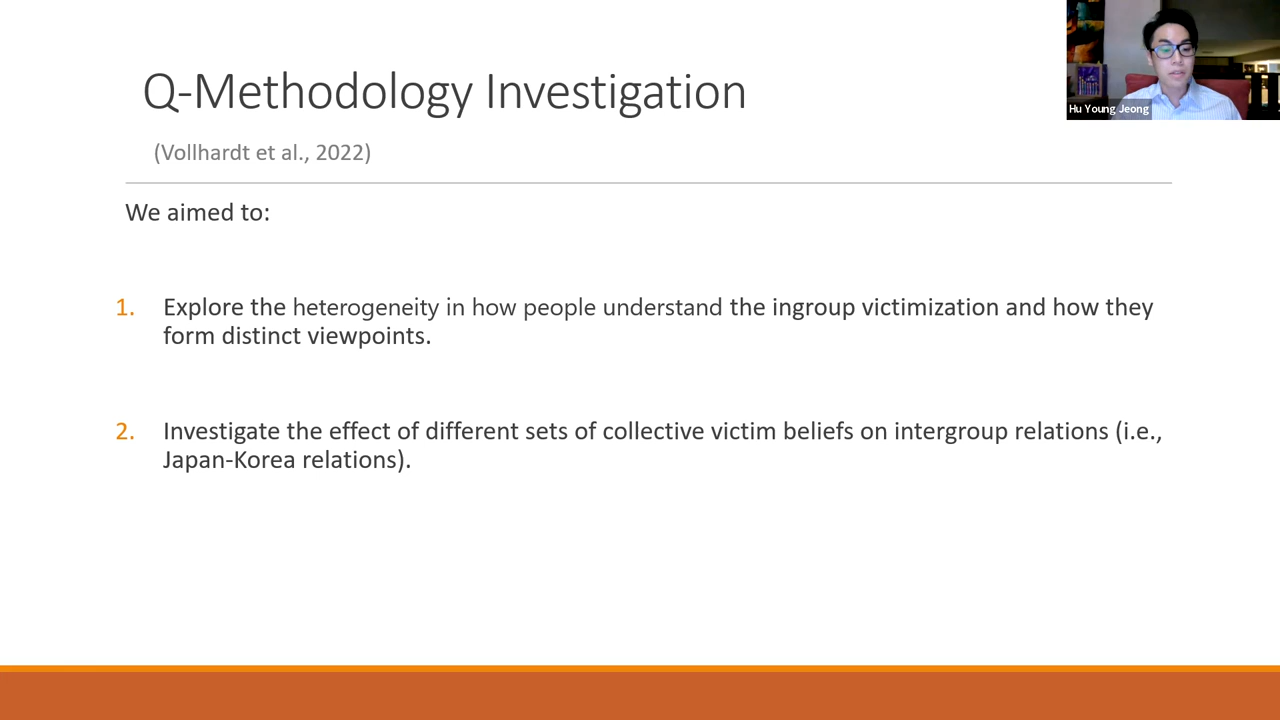 Q-Methodology Investigation
Hu Young Jeong
(Vollhardt et al., 2022)
We aimed to:
1. Explore the heterogeneity in how people understand the ingroup victimization and how they
form distinct viewpoints.
2. Investigate the effect of different sets of collective victim beliefs on intergroup relations (i.e.,
Japan-Korea relations).